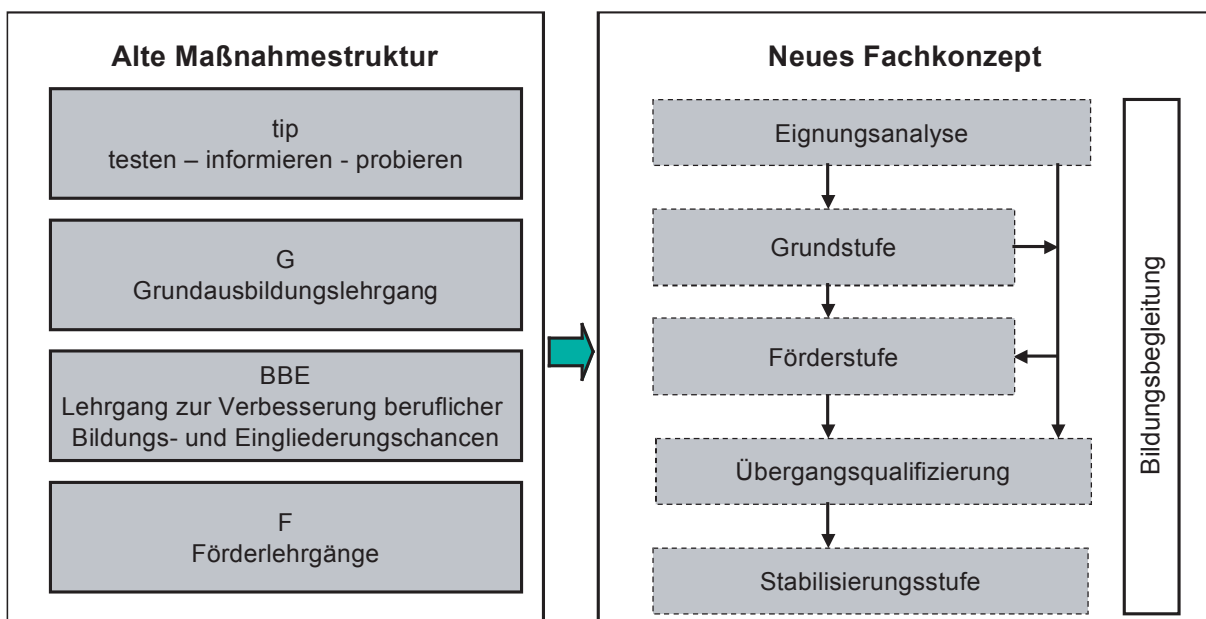 Alte Maßnahmestruktur
tip
testen – informieren - probieren
G
Grundausbildungslehrgang
BBE
Lehrgang zur Verbesserung beruflicher
Bildungs- und Eingliederungschancen
F
Förderlehrgänge
Neues Fachkonzept
Eignungsanalyse
Grundstufe
Förderstufe
Übergangsqualifizierung
Stabilisierungsstufe
Bildungsbegleitung